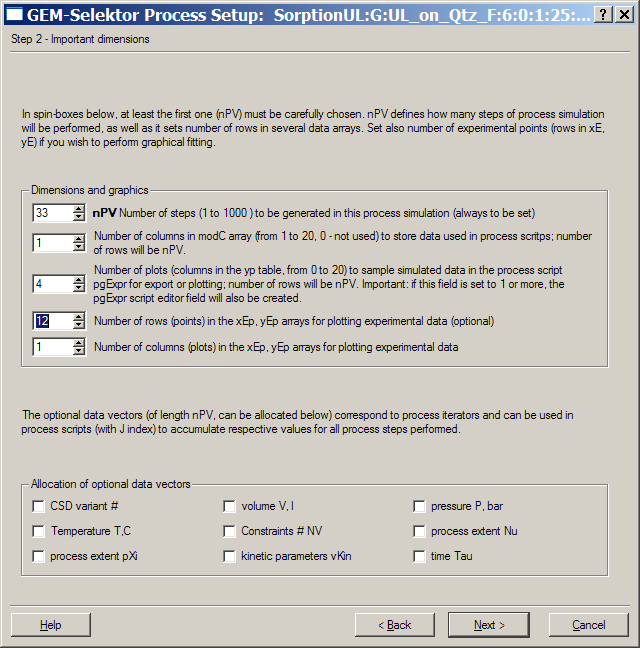 GEM-Selektor Process Setup: SorptionUL:G:UL_on_Qtz_F:6:0:1:25:...
Step 2 - Important dimensions
In spin-boxes below, at least the first one (nPV) must be carefully chosen. nPV defines how many steps of process simulation
will be performed, as well as it sets number of rows in several data arrays. Set also number of experimental points (rows in xE,
yE) if you wish to perform graphical fitting.
Dimensions and graphics
33 nPV Number of steps (1 to 1000 ) to be generated in this process simulation (always to be set)
1 Number of columns in modC array (from 1 to 20, 0 - not used) to store data used in process scritps; number
of rows will be nPV.
4 Number of plots (columns in the yp table, from 0 to 20) to sample simulated data in the process script
pgExpr for export or plotting; number of rows will be nPV. Important: if this field is set to 1 or more, the
pgExpr script editor field will also be created.
12 Number of rows (points) in the xEp, yEp arrays for plotting experimental data (optional)
1 Number of columns (plots) in the xEp, yEp arrays for plotting experimental data
The optional data vectors (of length nPV, can be allocated below) correspond to process iterators and can be used in
process scripts (with J index) to accumulate respective values for all process steps performed.
Allocation of optional data vectors
CSD variant # volume V, l pressure P, bar
Temperature T,C Constraints # NV process extent Nu
process extent pXi kinetic parameters vKin time Tau
Help < Back Next > Cancel